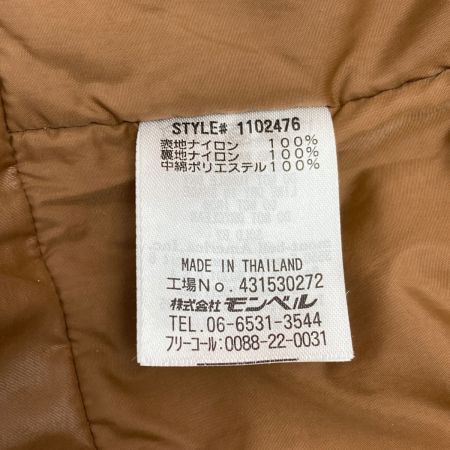 STYLE# 1102476
表地ナイロン 100%
裏地ナイロン 100%
中綿ポリエステル 100%
MADE IN THAILAND
工場No. 431530272
株式会社モンベル
TEL. 06-6531-3544
フリーコール: 0088-22-0031